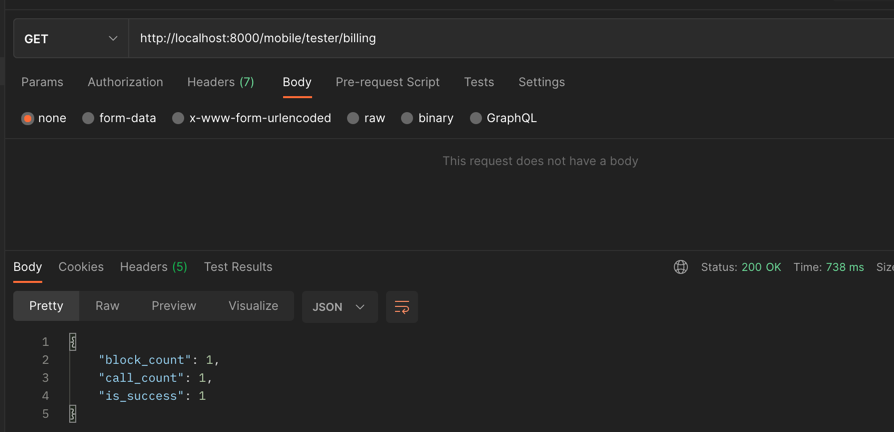 GET http://localhost:8000/mobile/tester/billing
Params Authorization Headers (7) Body Pre-request Script Tests Settings
none form-data x-www-form-urlencoded raw binary GraphQL
This request does not have a body
Body Cookies Headers (5) Test Results Status: 200 OK Time: 738 ms Size
Pretty Raw Preview Visualize JSON
1 {
2 "block_count": 1,
3 "call_count": 1,
4 "is_success": 1
5 }